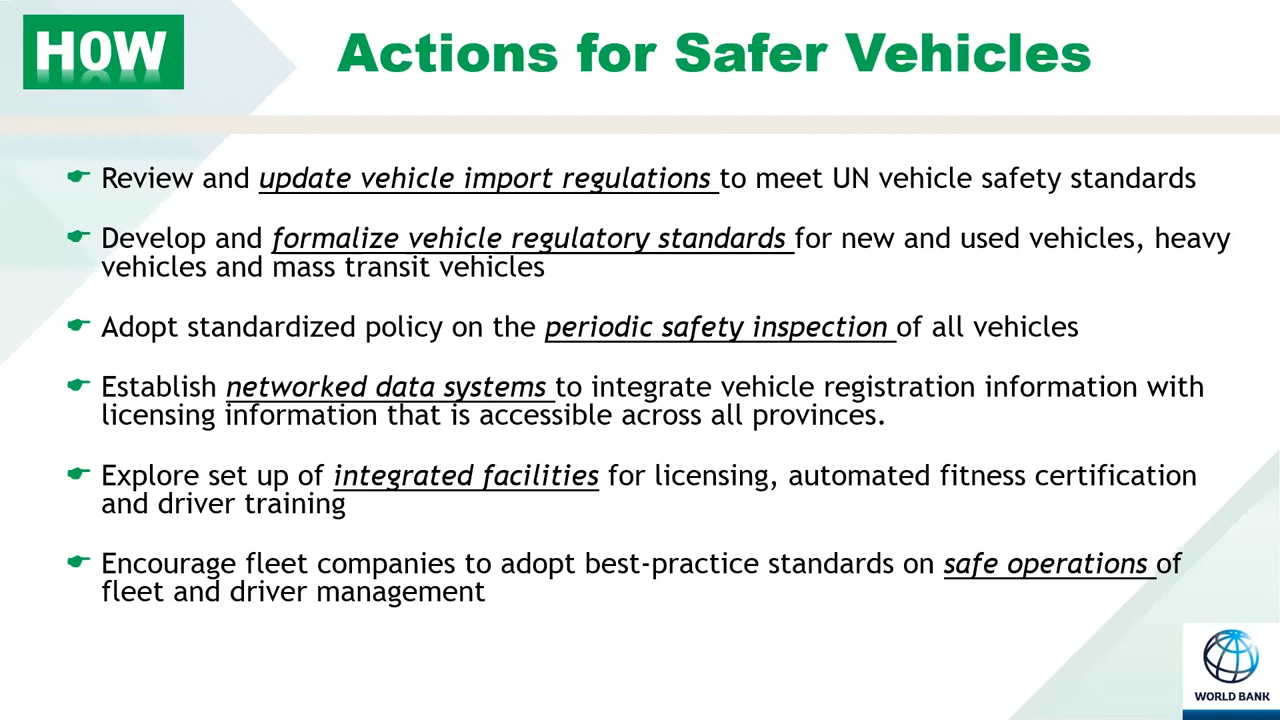 HOW
Actions for Safer Vehicles
Review and update vehicle import regulations to meet UN vehicle safety standards
Develop and formalize vehicle regulatory standards for new and used vehicles, heavy
vehicles and mass transit vehicles
Adopt standardized policy on the periodic safety inspection of all vehicles
Establish networked data systems to integrate vehicle registration information with
licensing information that is accessible across all provinces.
Explore set up of integrated facilities for licensing, automated fitness certification
and driver training
Encourage fleet companies to adopt best-practice standards on safe operations of
fleet and driver management
WORLD BANK